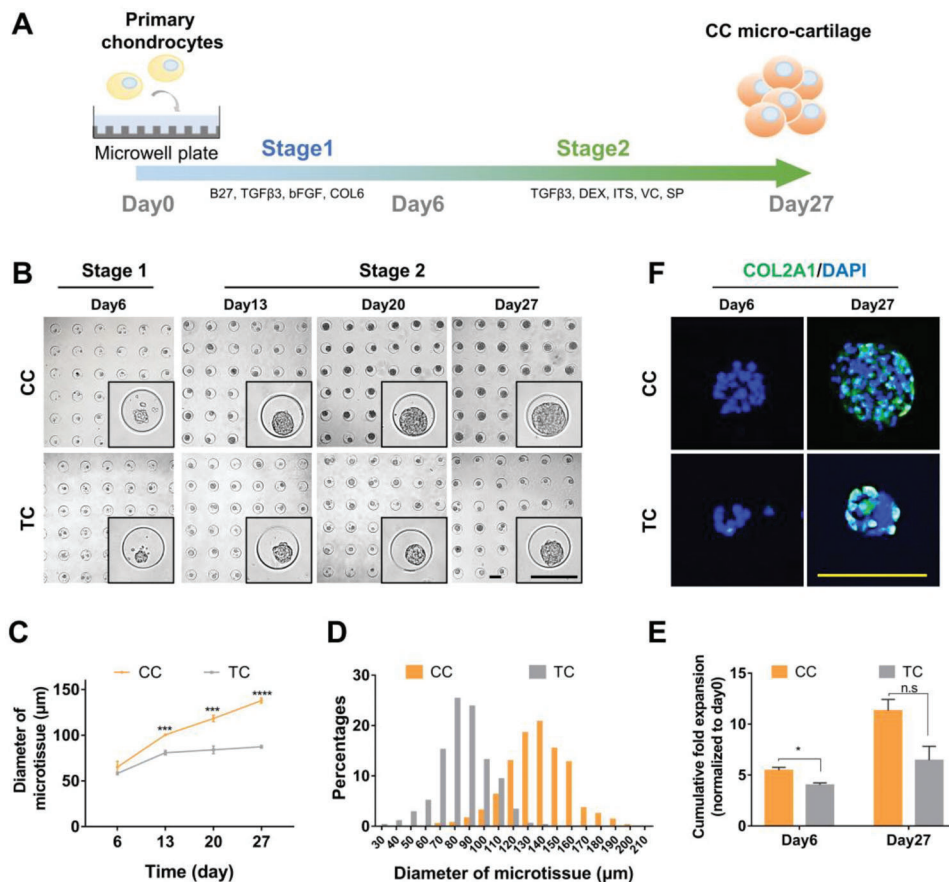 A
Primary
chondrocytes
CC micro-cartilage
Microwell plate
Stage1
Stage2
B27, TGFβ3, bFGF, COL6
TGFβ3, DEX, ITS, VC, SP
Day0
Day6
Day27
B
Stage 1
Stage 2
Day6
Day13
Day20
Day27
CC
TC
F
COL2A1/DAPI
Day6
Day27
CC
TC
C
CC
TC
Diameter of
microtissue (μm)
150
100
50
0
***
***
****
6
13
20
27
Time (day)
D
CC
TC
Percentages
30
20
10
0
30
40
50
60
70
80
90
100
110
120
130
140
150
160
170
180
190
200
210
Diameter of microtissue (μm)
E
CC
TC
Cumulative fold expansion
(normalized to day0)
15
10
5
0
*
n.s
Day6
Day27